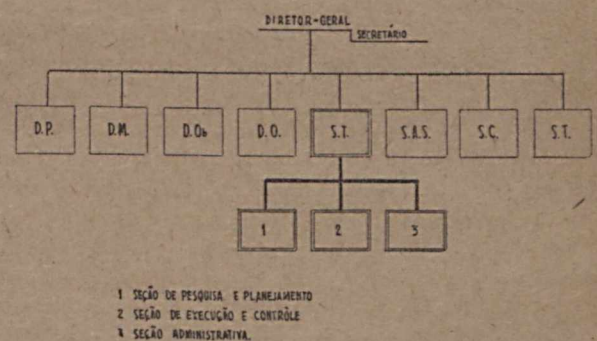 DIRETOR-GERAL
SECRETÁRIO
D.P. D.M. D.Ob D.O. S.T. S.A.S. S.C. S.T.
1 2 3
1 SEÇÃO DE PESQUISA E PLANEJAMENTO
2 SEÇÃO DE EXECUÇÃO E CONTRÔLE
3 SEÇÃO ADMINISTRATIVA.